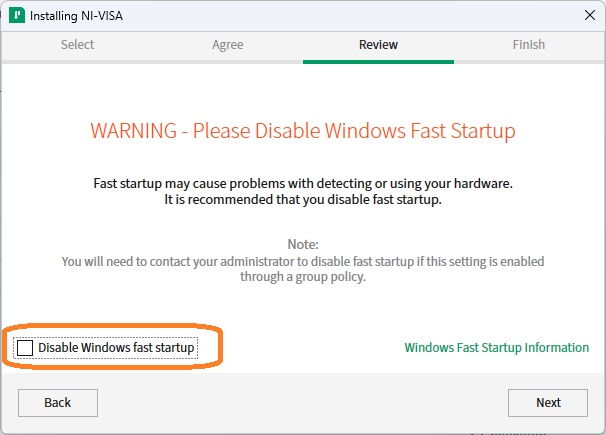 Installing NI-VISA
Select
Agree
Review
Finish
WARNING - Please Disable Windows Fast Startup
Fast startup may cause problems with detecting or using your hardware.
It is recommended that you disable fast startup.
Note:
You will need to contact your administrator to disable fast startup if this setting is enabled
through a group policy.
Disable Windows fast startup
Windows Fast Startup Information
Back
Next